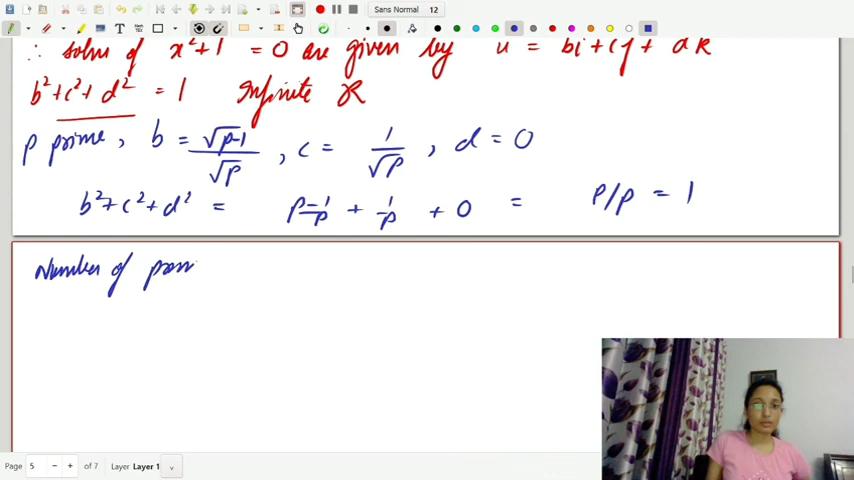 Sans Normal 12
∴ solns of x²+1 = 0 are given by u = bi + cj + dk
b²+c²+d² = 1 Infinite
p prime, b = √p-1/√p, c = 1/√p, d = 0
b²+c²+d² = p-1/p + 1/p + 0 = p/p = 1
Number of prim
Page 5 of 7 Layer Layer 1